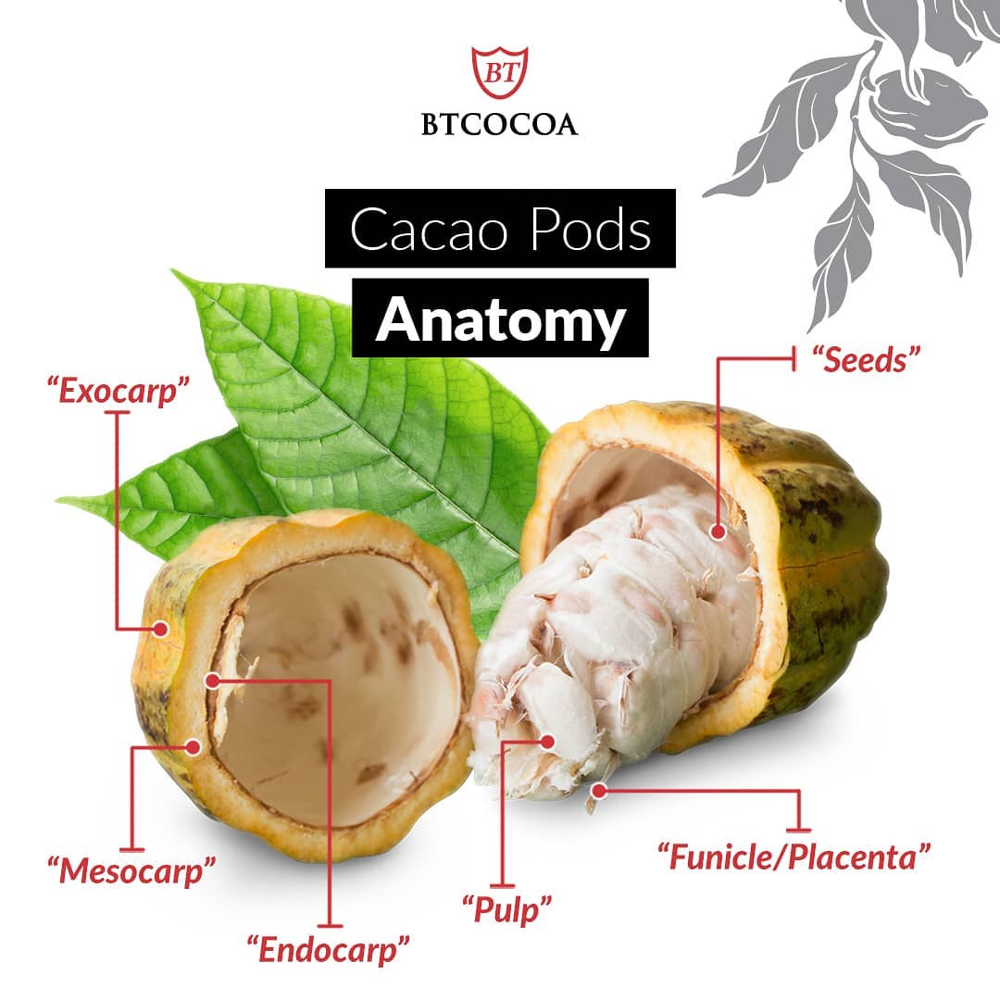 BT
BTCOCOA
Cacao Pods
Anatomy
“Seeds”
“Exocarp”
“Mesocarp”
“Funicle/Placenta”
“Pulp”
“Endocarp”